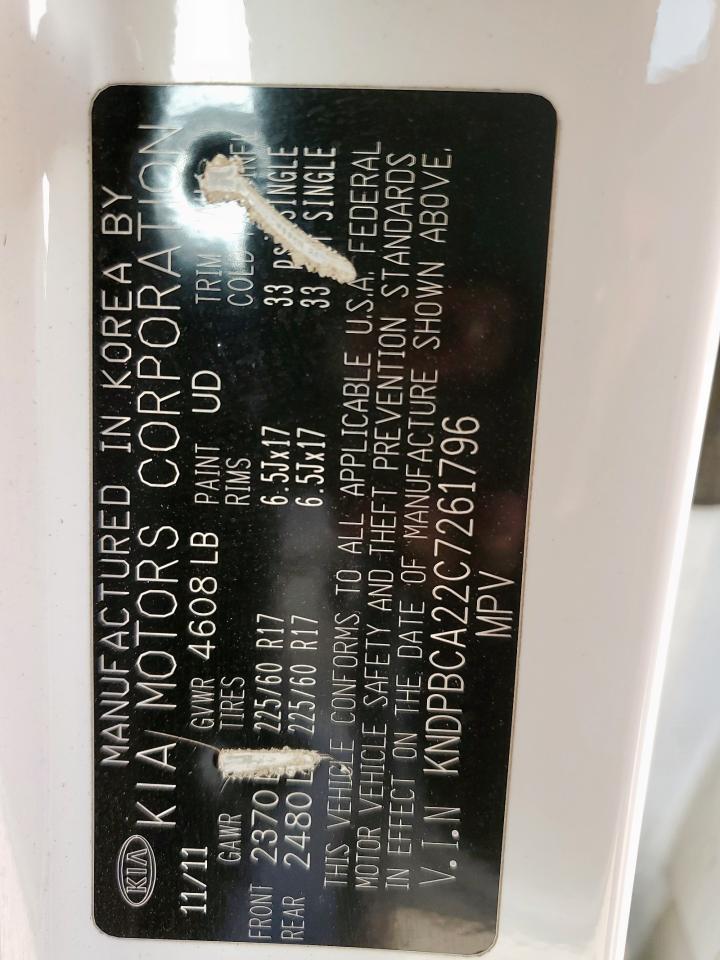 KIA
MANUFACTURED IN KOREA BY
KIA MOTORS CORPORATION
11/11 GVWR 4608 LB PAINT UD TRIM
GAWR TIRES RIMS COLD
FRONT 2370 225/60 R17 6.5Jx17 33 SINGLE
REAR 2480 225/60 R17 6.5Jx17 33 SINGLE
THIS VEHICLE CONFORMS TO ALL APPLICABLE U.S.A. FEDERAL
MOTOR VEHICLE SAFETY AND THEFT PREVENTION STANDARDS
IN EFFECT ON THE DATE OF MANUFACTURE SHOWN ABOVE.
V.I.N KNDPBCA22C7261796
MPV